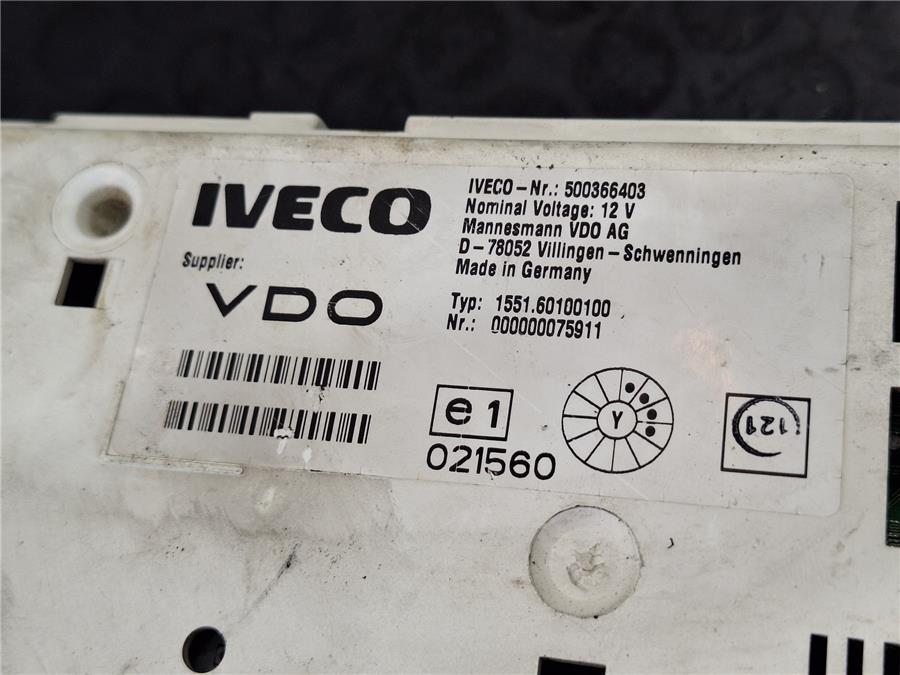 IVECO
Supplier:
VDO
IVECO-Nr.: 500366403
Nominal Voltage: 12 V
Mannesmann VDO AG
D-78052 Villingen-Schwenningen
Made in Germany
Typ: 1551.60100100
Nr.: 000000075911
e1
021560
Y
121